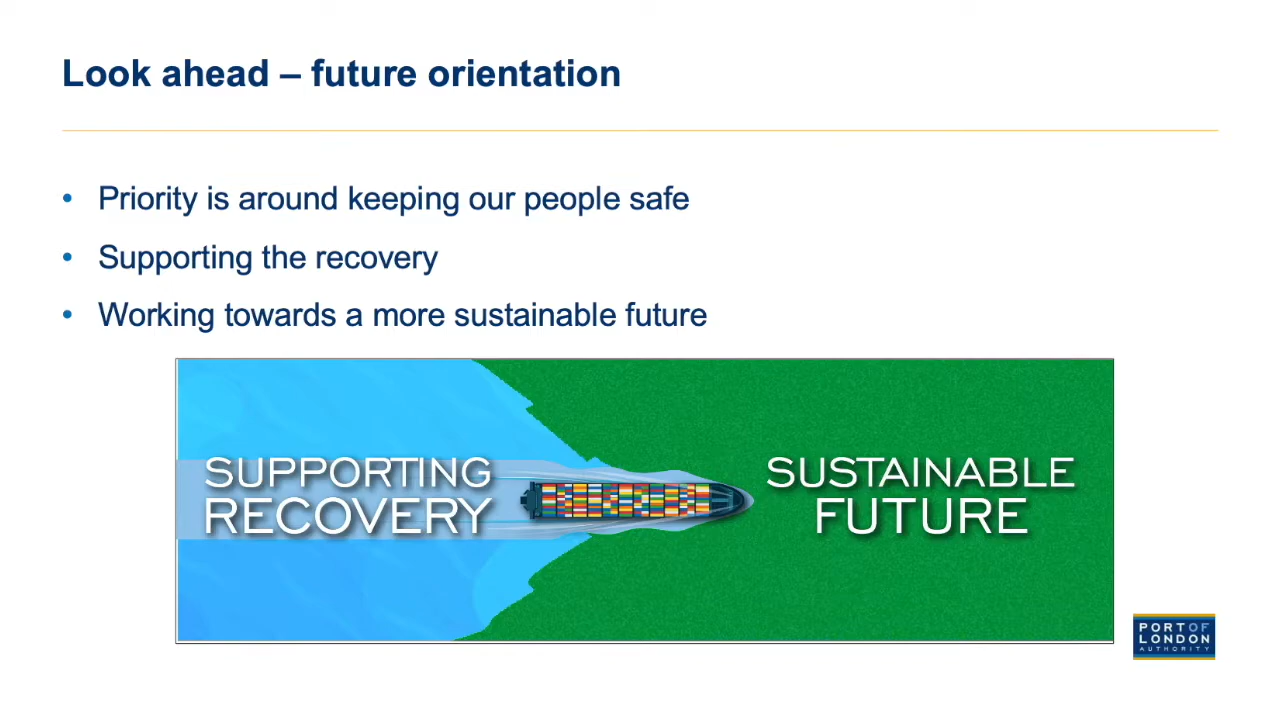 Look ahead – future orientation
• Priority is around keeping our people safe
• Supporting the recovery
• Working towards a more sustainable future
SUPPORTING
RECOVERY
SUSTAINABLE
FUTURE
PORT OF
LONDON
AUTHORITY